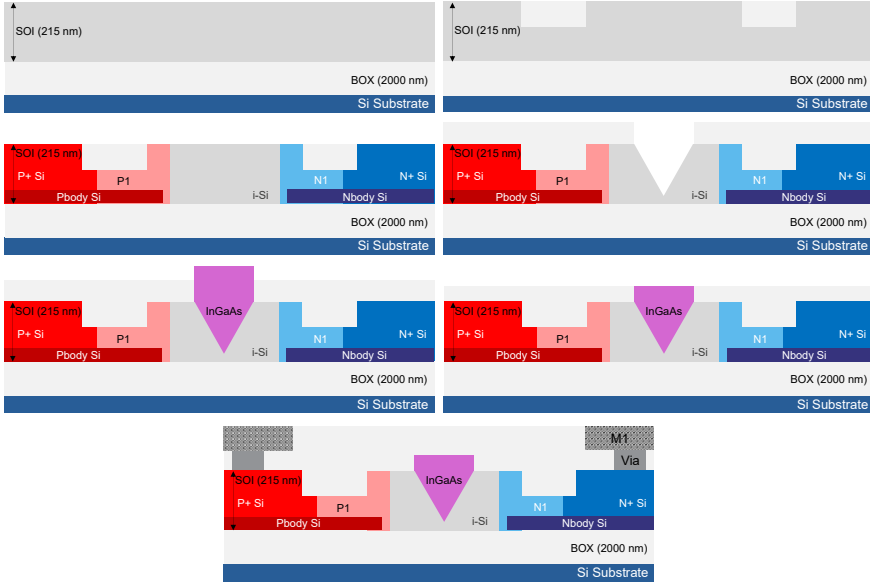 SOI (215 nm)
BOX (2000 nm)
Si Substrate
SOI (215 nm)
BOX (2000 nm)
Si Substrate
SOI (215 nm)
P+ Si
P1
Pbody Si
i-Si
N1
N+ Si
Nbody Si
BOX (2000 nm)
Si Substrate
SOI (215 nm)
P+ Si
P1
Pbody Si
i-Si
N1
N+ Si
Nbody Si
BOX (2000 nm)
Si Substrate
SOI (215 nm)
P+ Si
P1
Pbody Si
InGaAs
i-Si
N1
N+ Si
Nbody Si
BOX (2000 nm)
Si Substrate
SOI (215 nm)
P+ Si
P1
Pbody Si
InGaAs
i-Si
N1
N+ Si
Nbody Si
BOX (2000 nm)
Si Substrate
M1
Via
SOI (215 nm)
P+ Si
P1
Pbody Si
InGaAs
i-Si
N1
N+ Si
Nbody Si
BOX (2000 nm)
Si Substrate